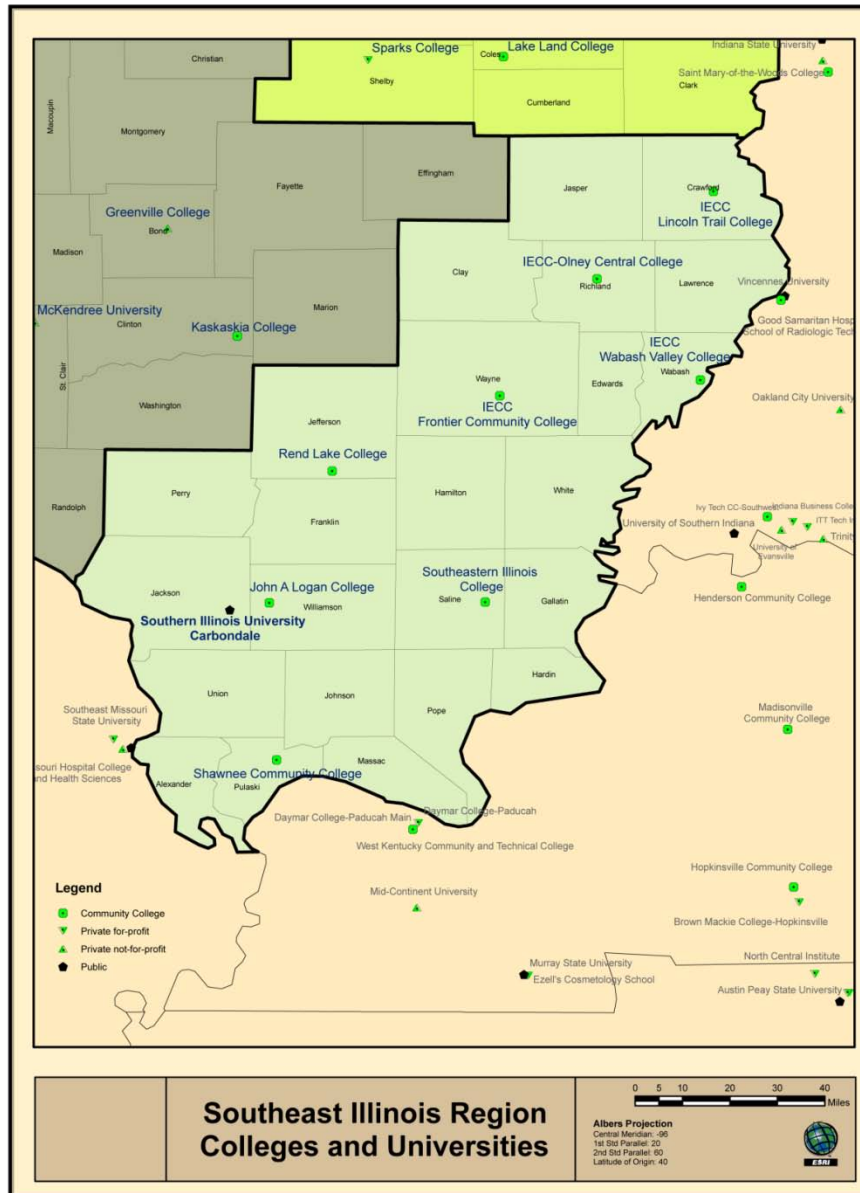 Sparks College
Lake Land College
Indiana State University
Christian
Coles
Saint Mary-of-the-Woods College
Shelby
Clark
Macoupin
Cumberland
Montgomery
Effingham
Fayette
Jasper
Crawford
Greenville College
IECC
Lincoln Trail College
Bond
Madison
Clay
IECC-Olney Central College
Vincennes University
Richland
Lawrence
McKendree University
Marion
Clinton
Kaskaskia College
Good Samaritan Hosp
School of Radiologic Tech
IECC
Wabash Valley College
St. Clair
Wayne
Edwards
Wabash
Washington
IECC
Frontier Community College
Oakland City University
Jefferson
Rend Lake College
Perry
Hamilton
White
Randolph
Ivy Tech CC-Southwest
Indiana Business Colle
Franklin
University of Southern Indiana
ITT Tech In
Trinity
University of
Evansville
John A Logan College
Southeastern Illinois
College
Jackson
Williamson
Saline
Gallatin
Henderson Community College
Southern Illinois University
Carbondale
Hardin
Union
Johnson
Pope
Southeast Missouri
State University
Madisonville
Community College
souri Hospital College
nd Health Sciences
Massac
Shawnee Community College
Alexander
Pulaski
Daymar College-Paducah Main
Daymar College-Paducah
West Kentucky Community and Technical College
Hopkinsville Community College
Legend
Community College
Private for-profit
Private not-for-profit
Public
Mid-Continent University
Brown Mackie College-Hopkinsville
Murray State University
Ezell's Cosmetology School
North Central Institute
Austin Peay State University
Southeast Illinois Region
Colleges and Universities
0 5 10 20 30 40
Miles
Albers Projection
Central Meridian: -96
1st Std Parallel: 20
2nd Std Parallel: 60
Latitude of Origin: 40
ESRI